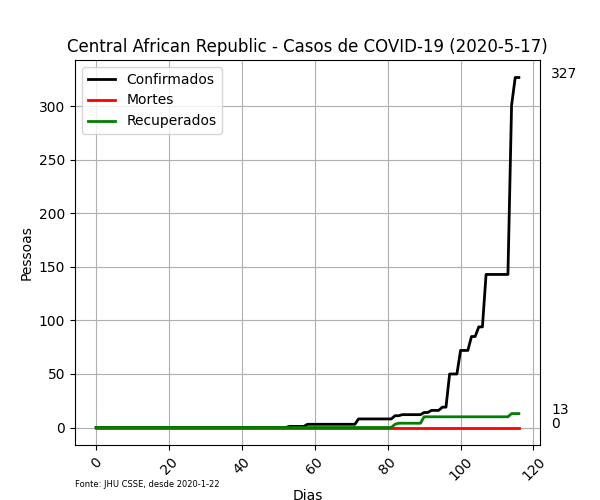 Central African Republic - Casos de COVID-19 (2020-5-17)
Confirmados
Mortes
Recuperados
327
13
0
Pessoas
300
250
200
150
100
50
0
0
20
40
60
80
100
120
Fonte: JHU CSSE, desde 2020-1-22
Dias